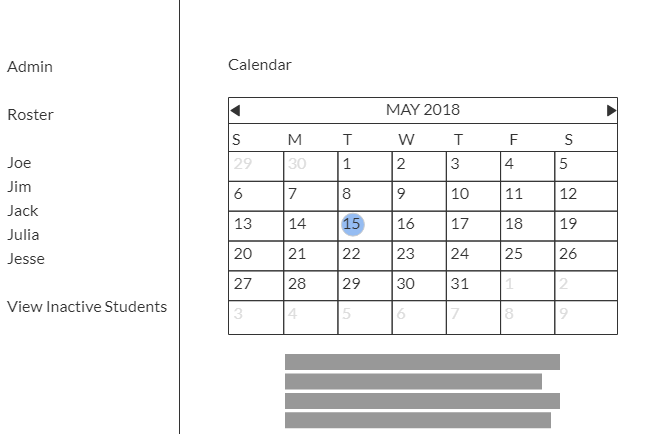 Admin
Roster
Joe
Jim
Jack
Julia
Jesse
View Inactive Students
Calendar
MAY 2018
S M T W T F S
29 30 1 2 3 4 5
6 7 8 9 10 11 12
13 14 15 16 17 18 19
20 21 22 23 24 25 26
27 28 29 30 31 1 2
3 4 5 6 7 8 9